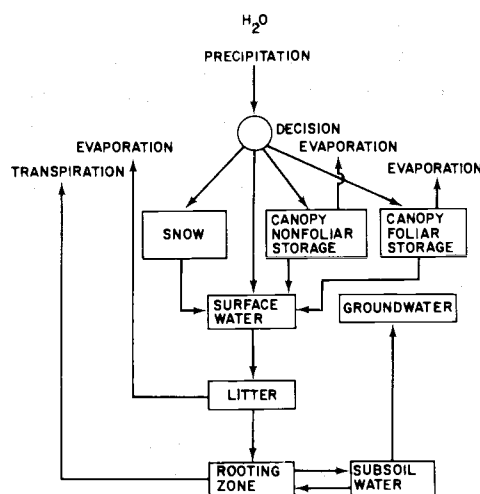 H2O
PRECIPITATION
DECISION
EVAPORATION
EVAPORATION
EVAPORATION
TRANSPIRATION
SNOW
CANOPY
NONFOLIAR
STORAGE
CANOPY
FOLIAR
STORAGE
SURFACE
WATER
GROUNDWATER
LITTER
ROOTING
ZONE
SUBSOIL
WATER